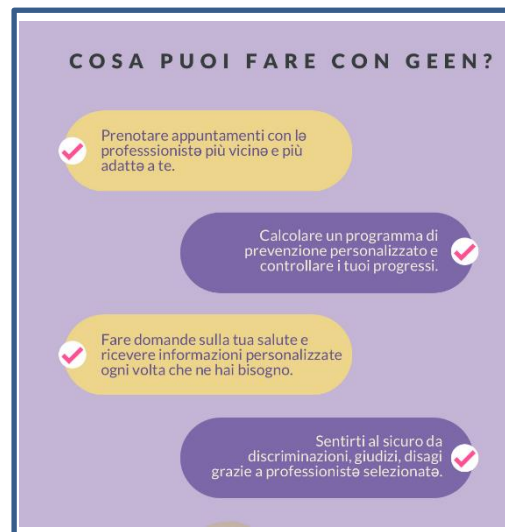 COSA PUOI FARE CON GEEN?
Prenotare appuntamenti con lə
professsionistə più vicinə e più
adattə a te.
Calcolare un programma di
prevenzione personalizzato e
controllare i tuoi progressi.
Fare domande sulla tua salute e
ricevere informazioni personalizzate
ogni volta che ne hai bisogno.
Sentirti al sicuro da
discriminazioni, giudizi, disagi
grazie a professionistə selezionatə.